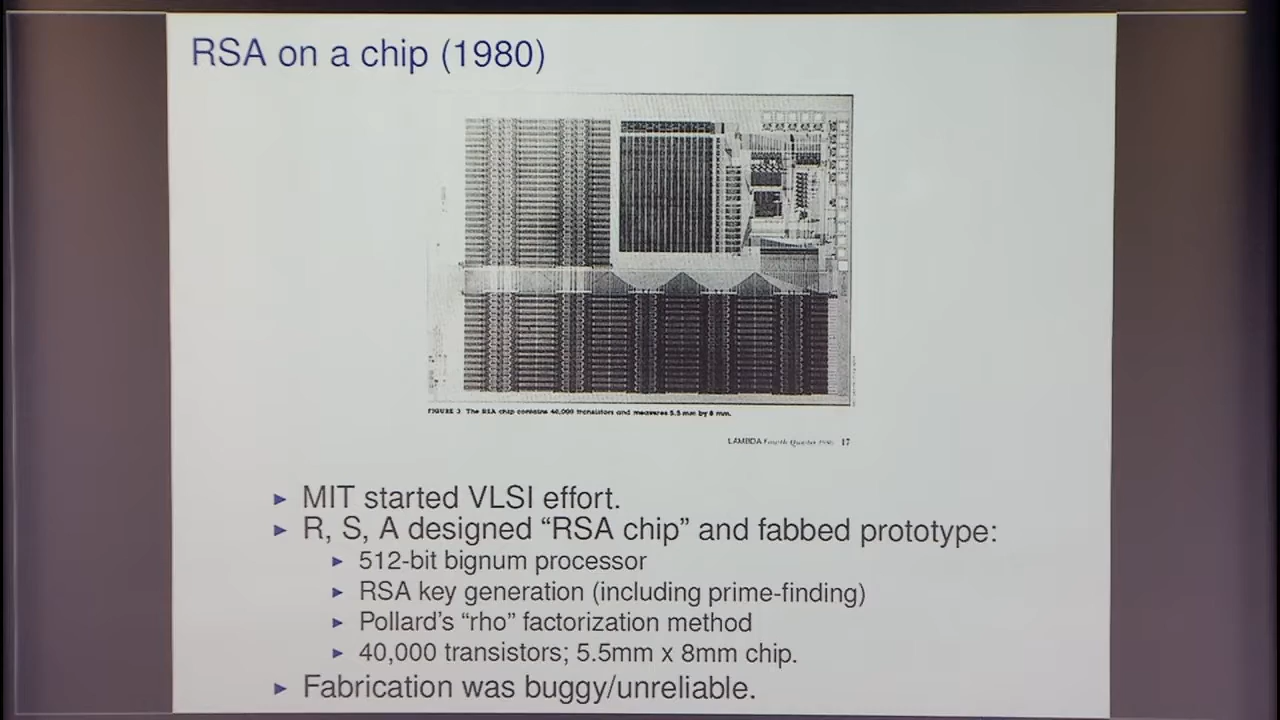 RSA on a chip (1980)
FIGURE 3 The RSA chip contains 40,000 transistors and measures 5.5 mm by 8 mm.
LAMBDA Fourth Quarter 1980 17
► MIT started VLSI effort.
► R, S, A designed “RSA chip” and fabbed prototype:
► 512-bit bignum processor
► RSA key generation (including prime-finding)
► Pollard's “rho” factorization method
► 40,000 transistors; 5.5mm x 8mm chip.
► Fabrication was buggy/unreliable.